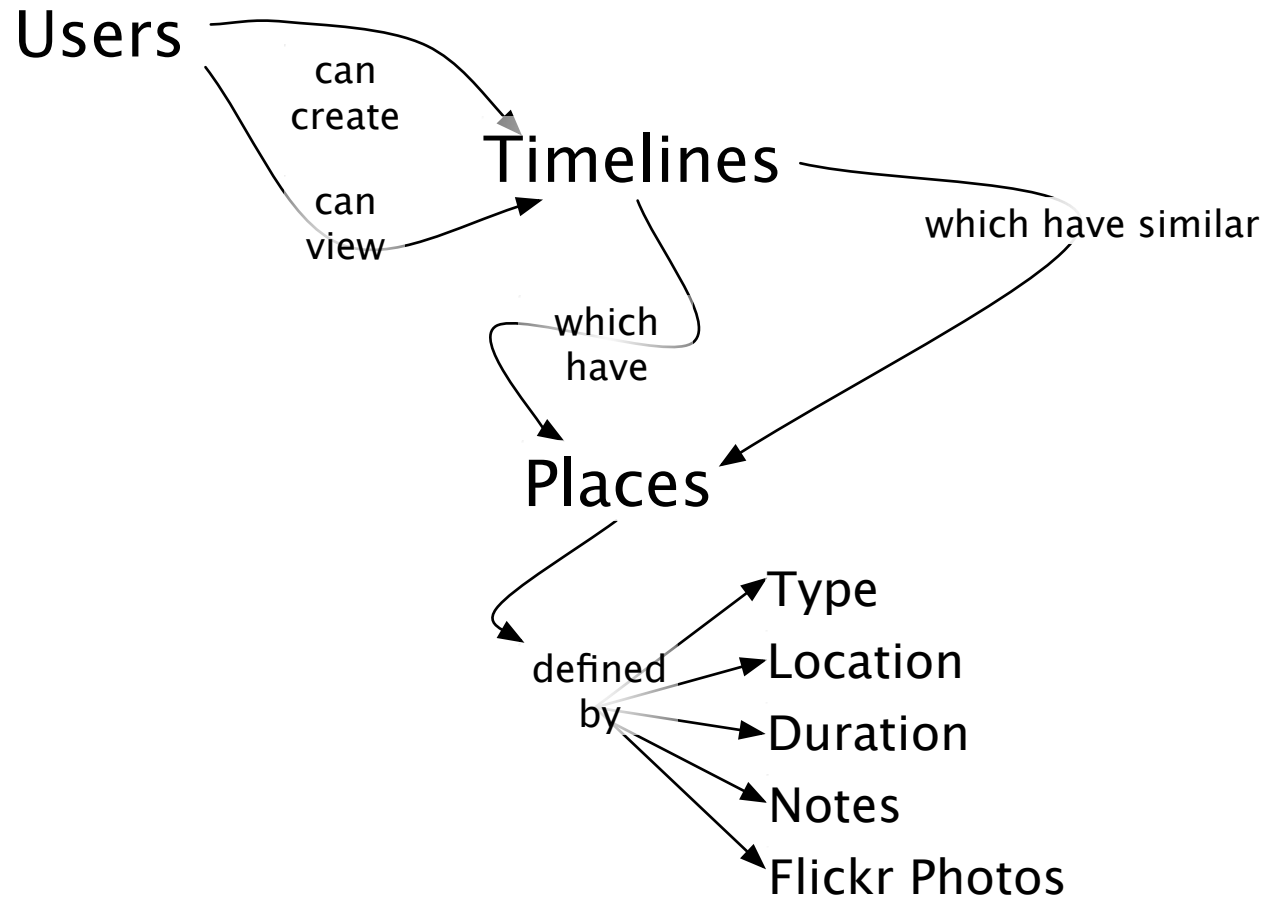 Users
can
create
can
view
Timelines
which have similar
which
have
Places
defined
by
Type
Location
Duration
Notes
Flickr Photos